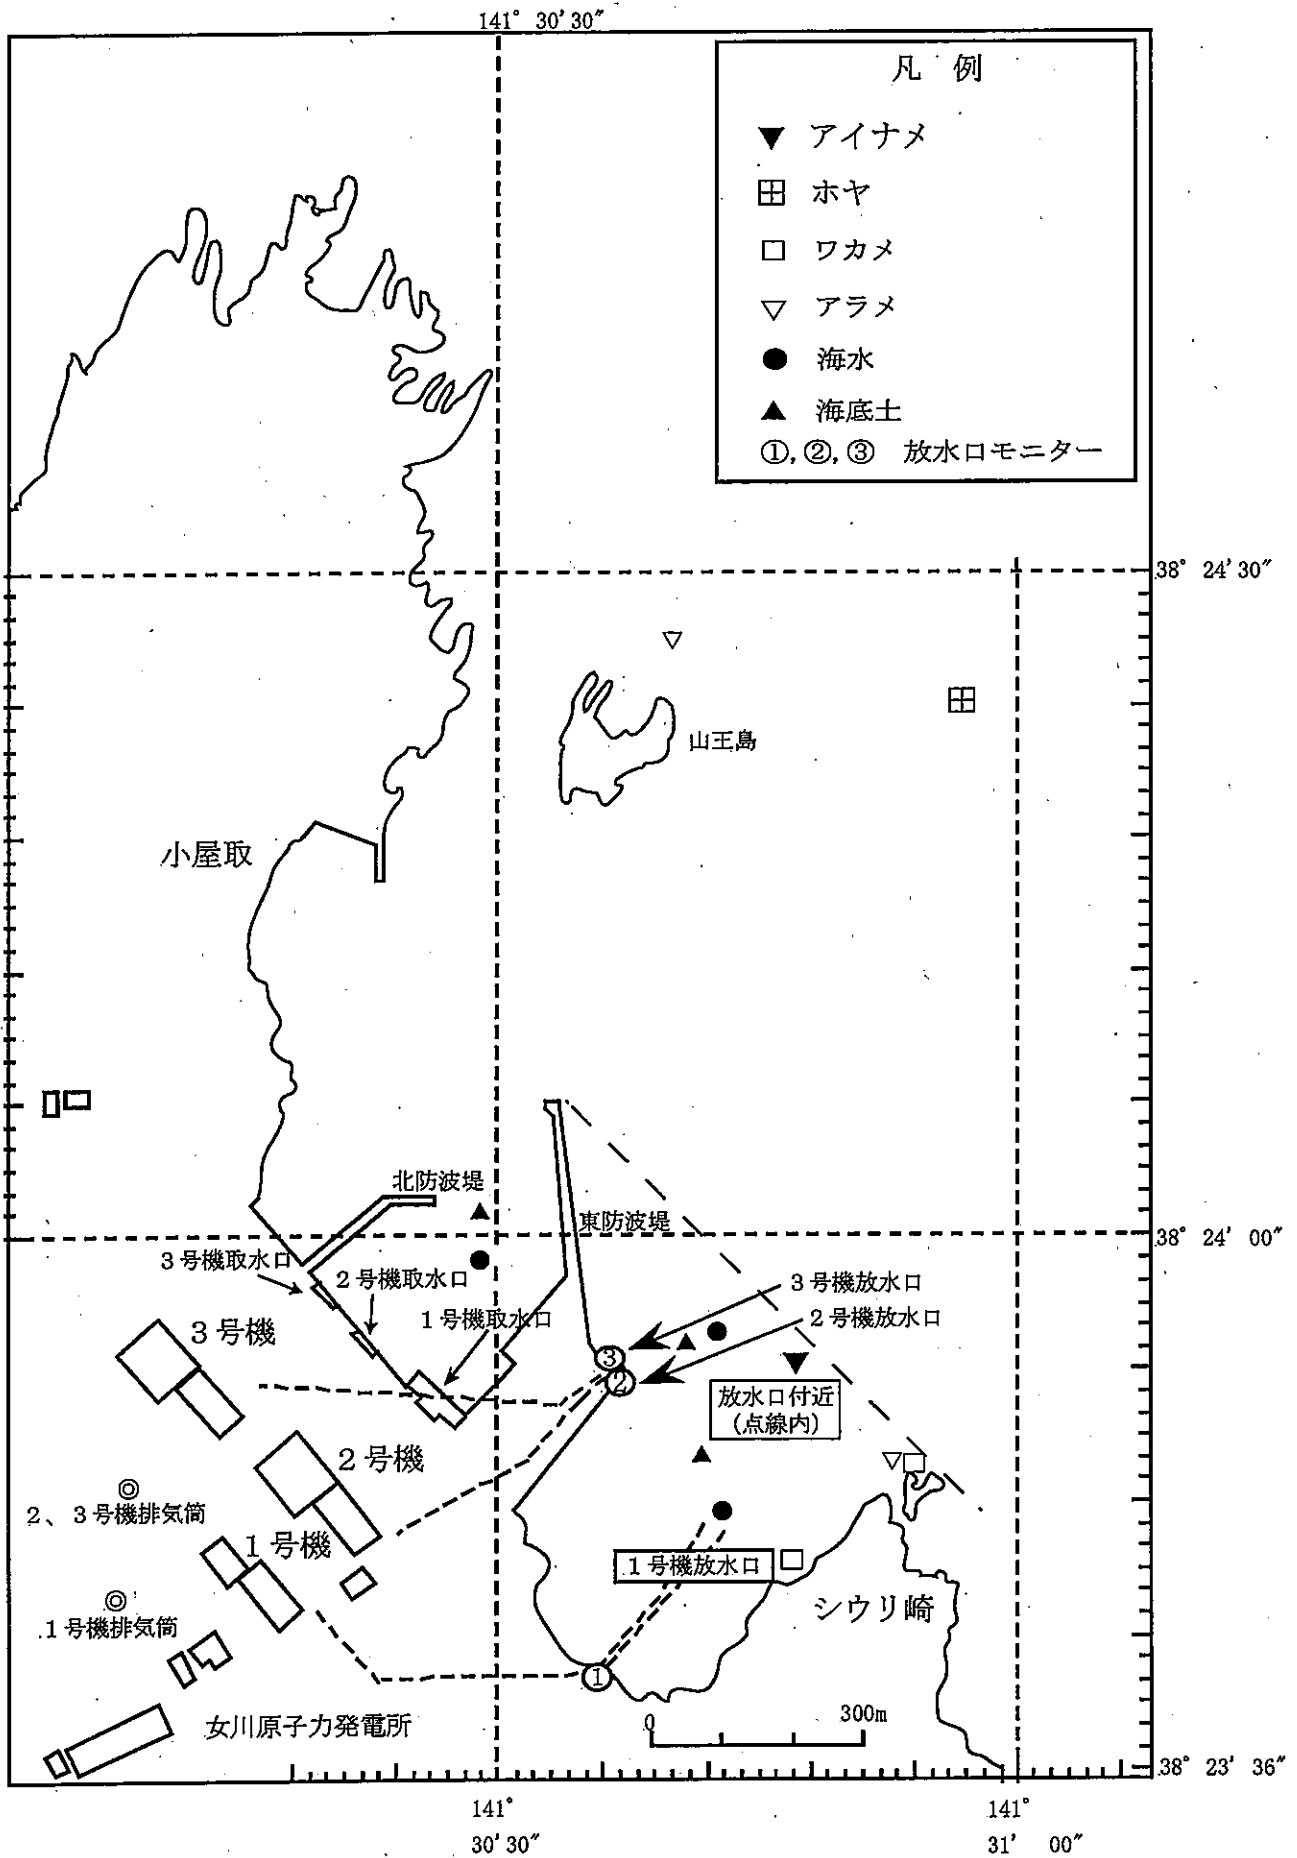 141° 30′30″
凡 例
アイナメ
ホヤ
ワカメ
アラメ
海水
海底土
①,②,③ 放水口モニター
38° 24′30″
山王島
小屋取
北防波堤
東防波堤
38° 24′ 00″
3号機取水口
2号機取水口
1号機取水口
3号機放水口
2号機放水口
3号機
③
②
放水口付近
(点線内)
2号機
2、3号機排気筒
1号機
1号機放水口
シウリ崎
1号機排気筒
①
女川原子力発電所
0 300m
38° 23′ 36″
141°
30′30″
141°
31′ 00″